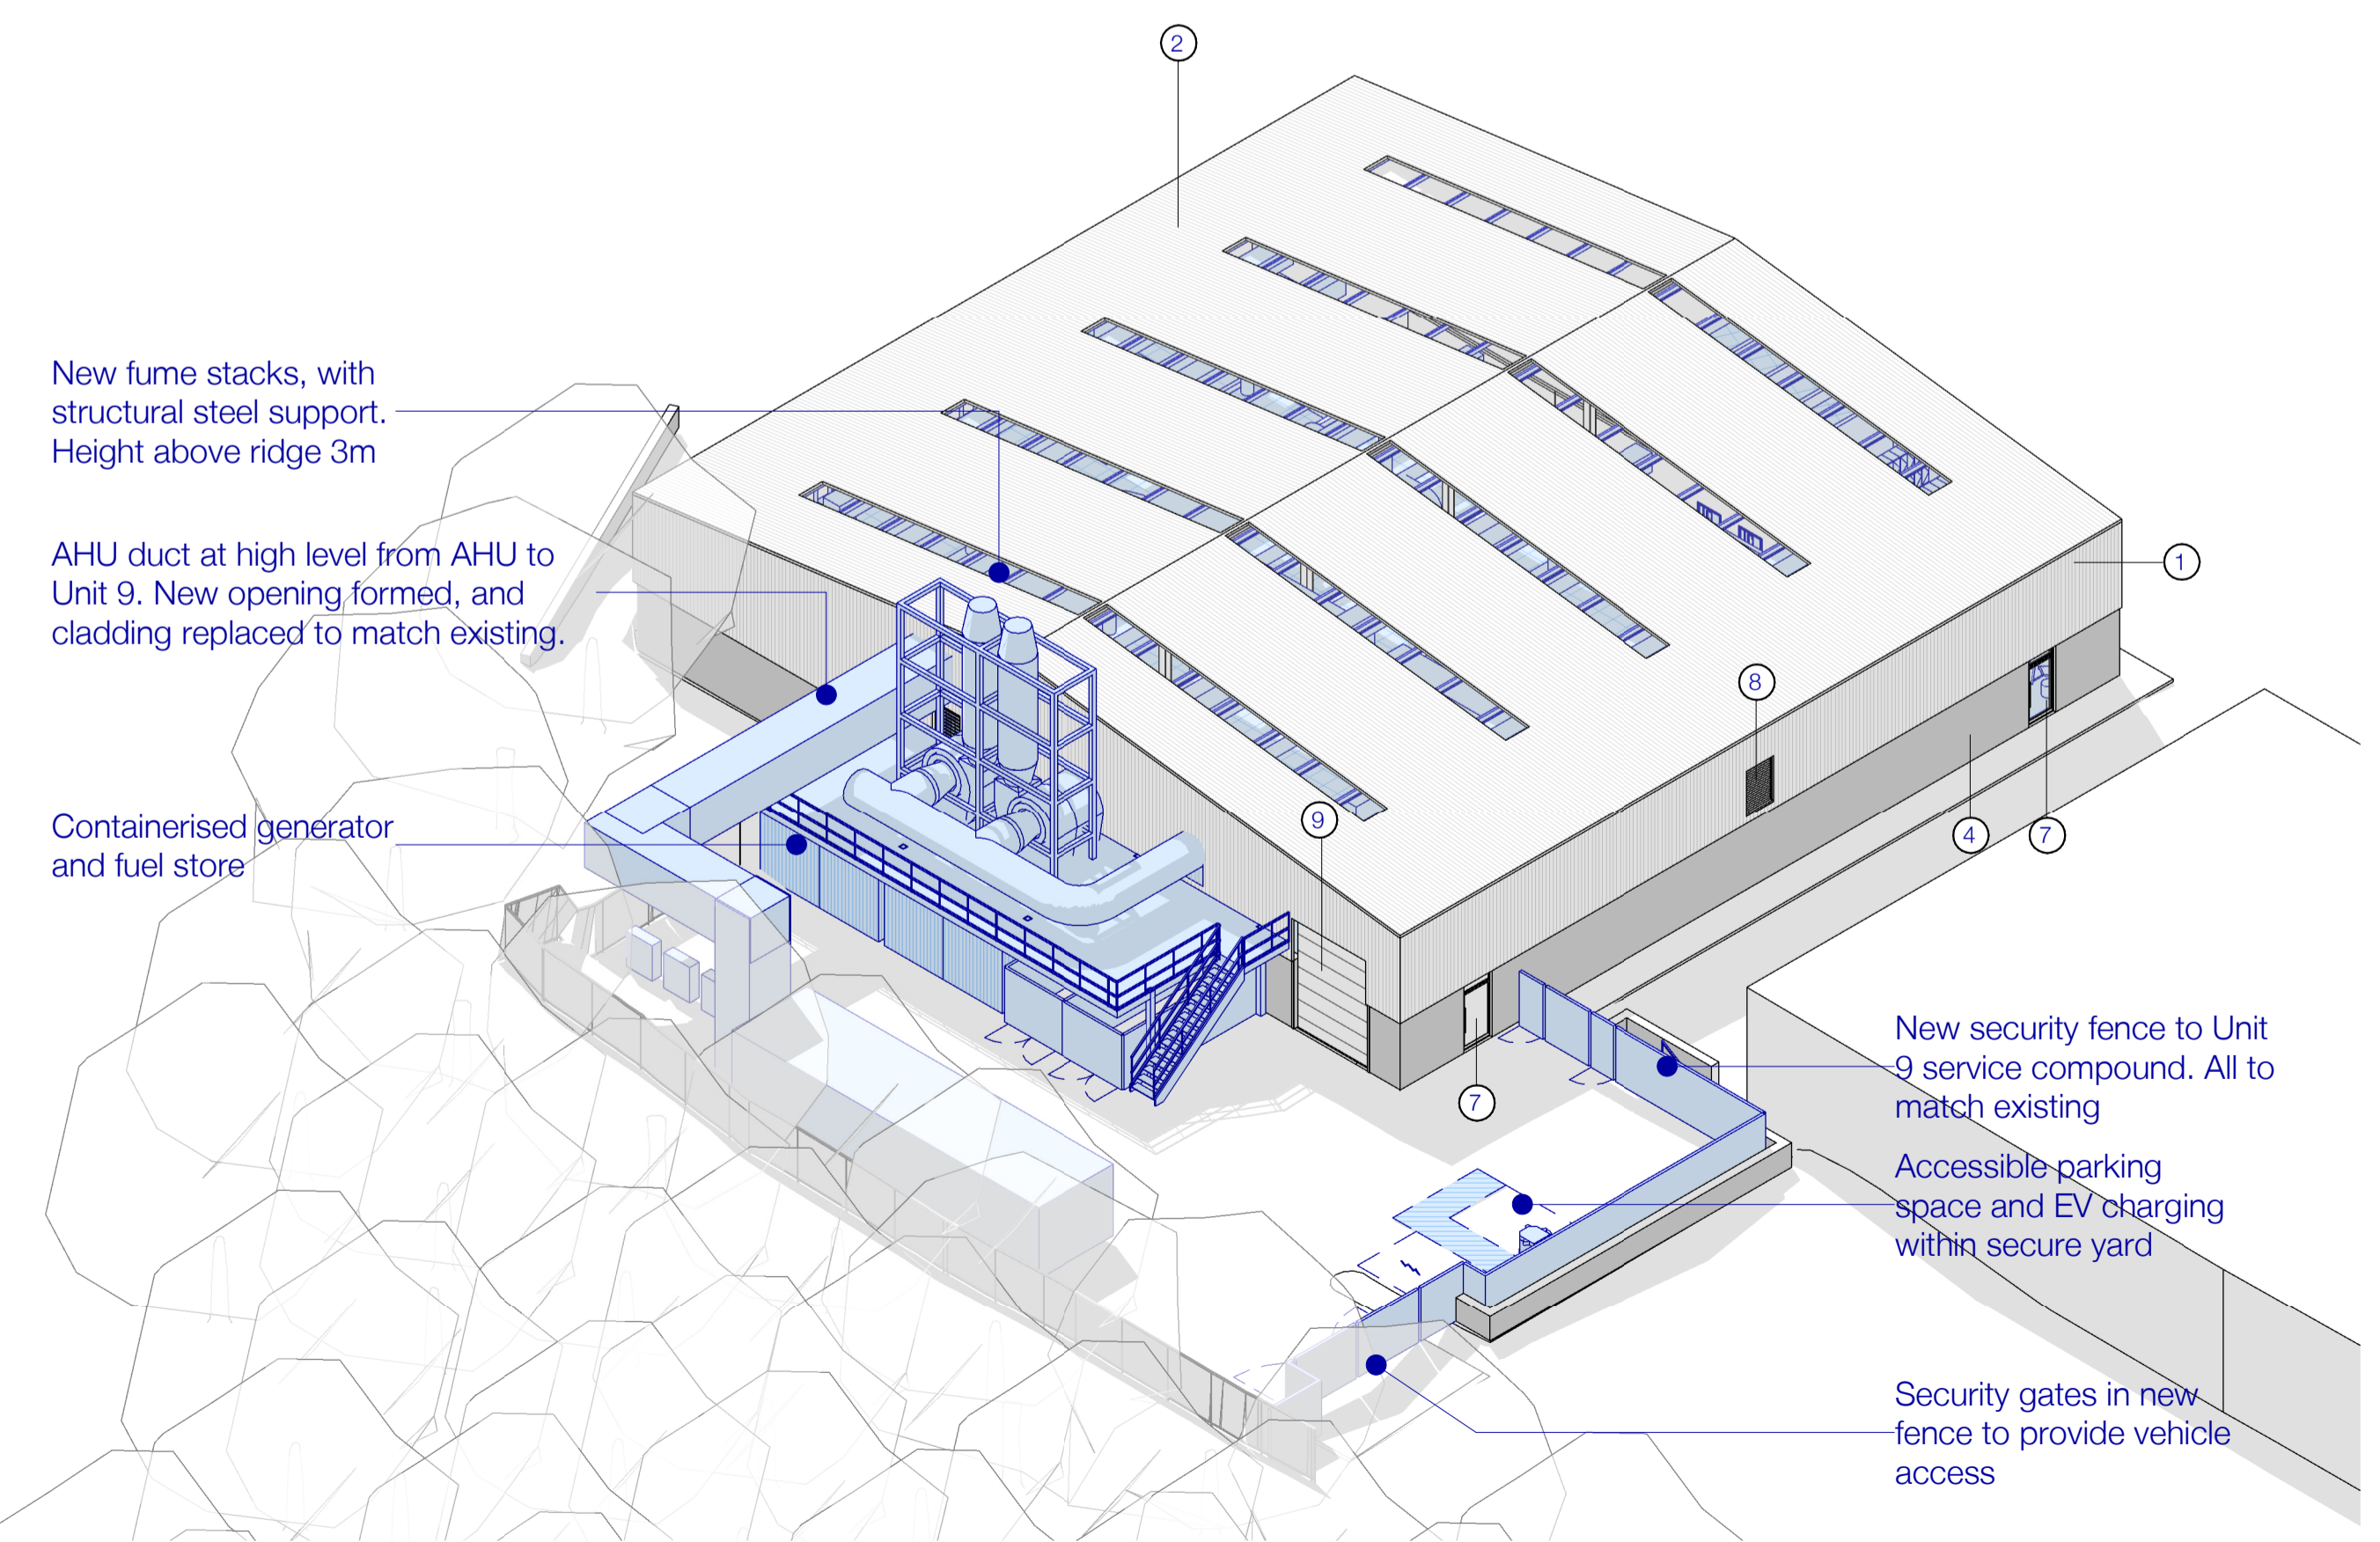 2
New fume stacks, with
structural steel support.
Height above ridge 3m
AHU duct at high level from AHU to
Unit 9. New opening formed, and
cladding replaced to match existing.
1
8
9
4
7
Containerised generator
and fuel store
7
New security fence to Unit
9 service compound. All to
match existing
Accessible parking
space and EV charging
within secure yard
Security gates in new
fence to provide vehicle
access